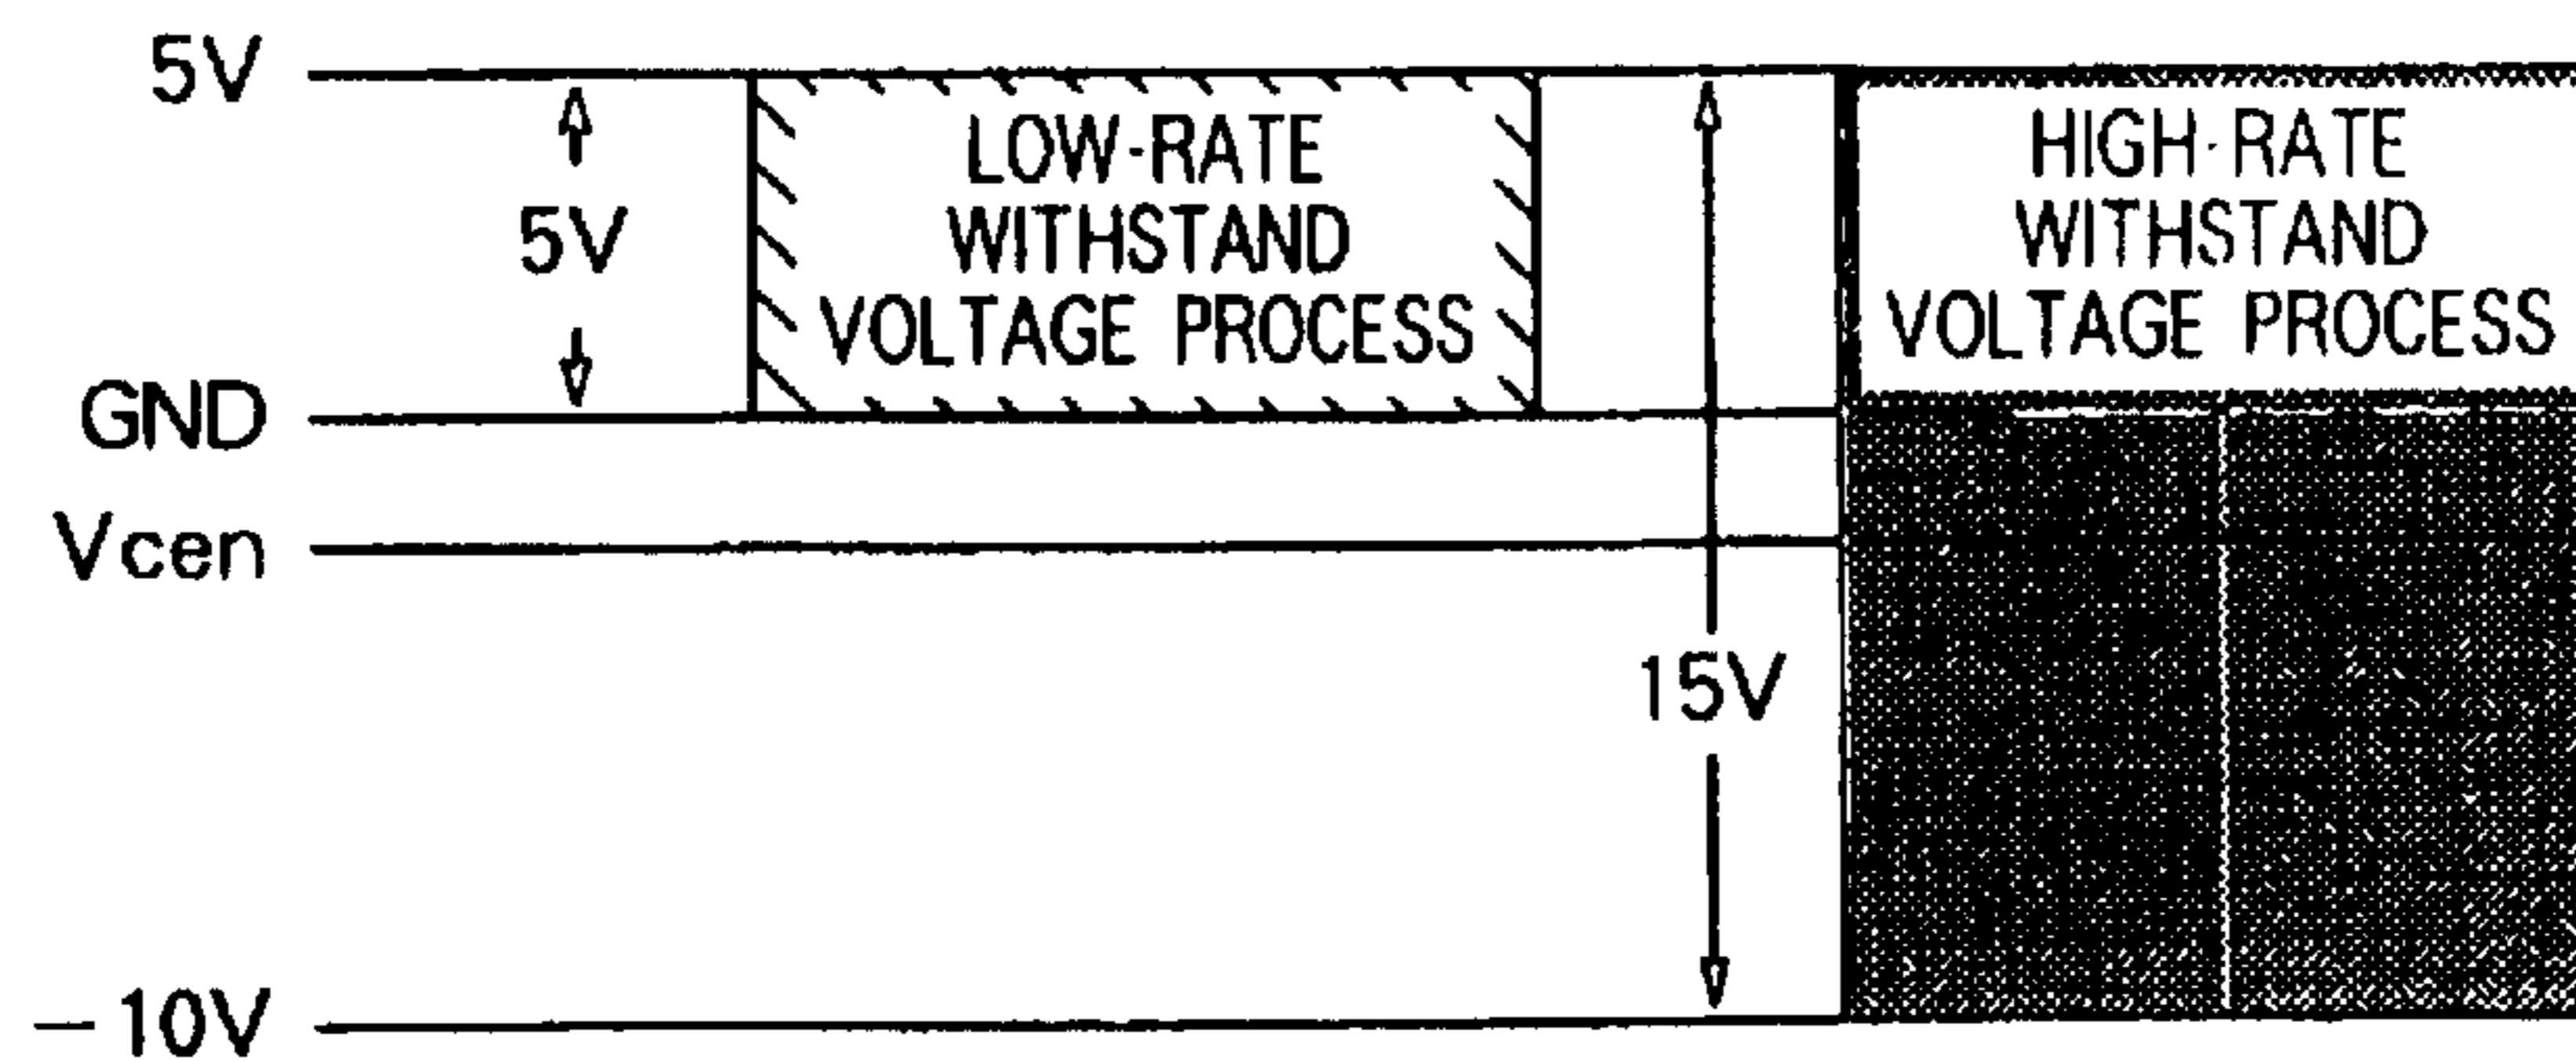 5V
5V
GND
Vcen
15V
−10V
LOW-RATE
WITHSTAND
VOLTAGE PROCESS
HIGH-RATE
WITHSTAND
VOLTAGE PROCESS